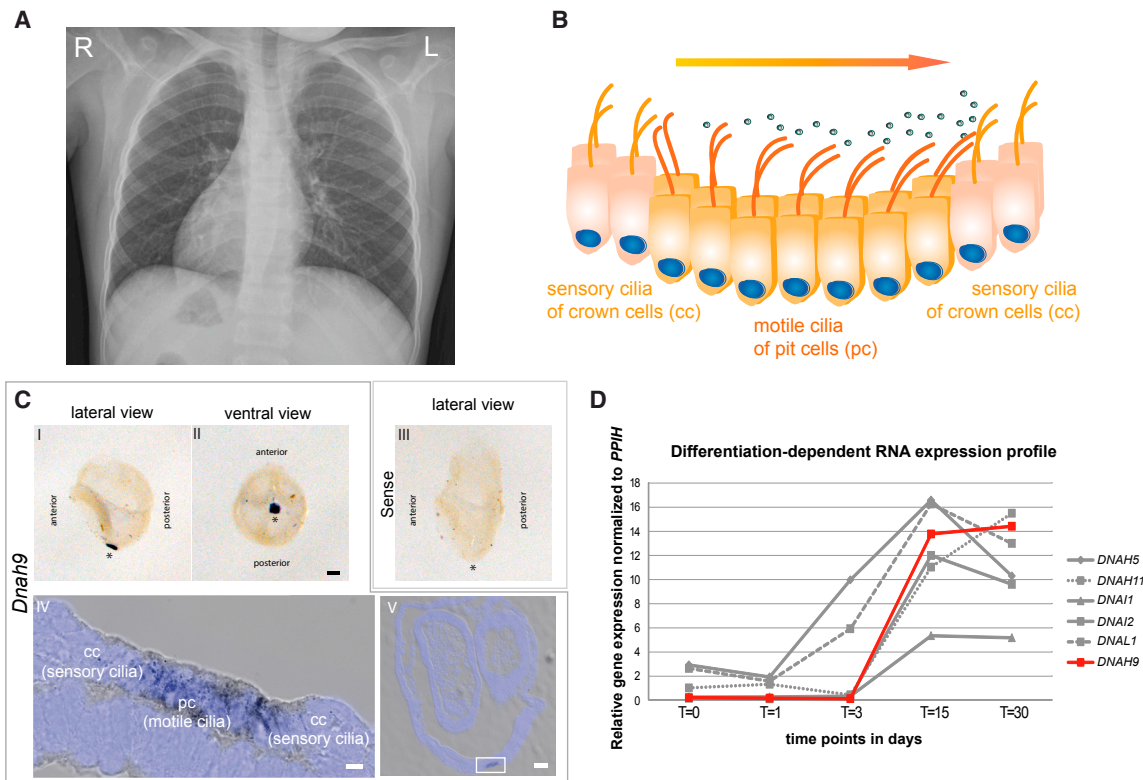 A
R
L
B
sensory cilia
of crown cells (cc)
motile cilia
of pit cells (pc)
sensory cilia
of crown cells (cc)
C
Dnah9
lateral view
ventral view
I
anterior
posterior
*
II
anterior
*
posterior
lateral view
Sense
III
anterior
posterior
*
IV
cc
(sensory cilia)
pc
(motile cilia)
cc
(sensory cilia)
V
D
Differentiation-dependent RNA expression profile
Relative gene expression normalized to PPIH
18
16
14
12
10
8
6
4
2
0
T=0
T=1
T=3
T=15
T=30
time points in days
DNAH5
DNAH11
DNAI1
DNAI2
DNAL1
DNAH9